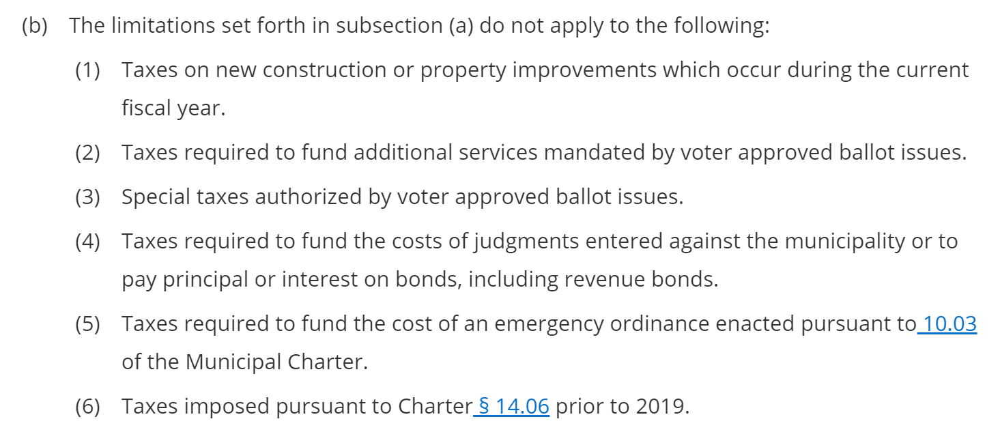 (b) The limitations set forth in subsection (a) do not apply to the following:
(1) Taxes on new construction or property improvements which occur during the current
fiscal year.
(2) Taxes required to fund additional services mandated by voter approved ballot issues.
(3) Special taxes authorized by voter approved ballot issues.
(4) Taxes required to fund the costs of judgments entered against the municipality or to
pay principal or interest on bonds, including revenue bonds.
(5) Taxes required to fund the cost of an emergency ordinance enacted pursuant to 10.03
of the Municipal Charter.
(6) Taxes imposed pursuant to Charter § 14.06 prior to 2019.